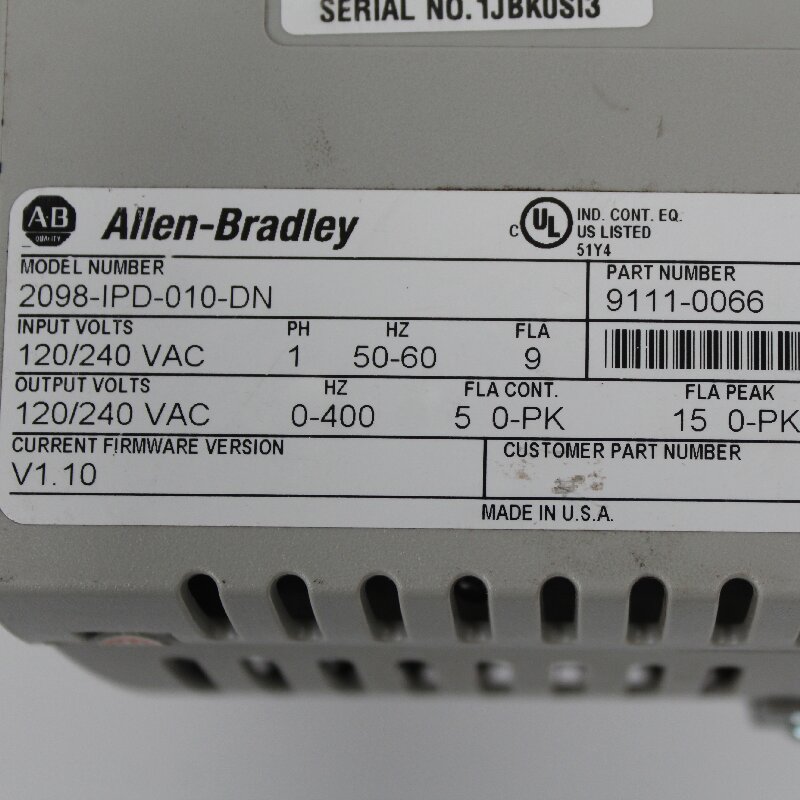 SERIAL NO. 1JBK0SI3
AB Allen-Bradley
QUALITY
C UL IND. CONT. EQ.
US LISTED
51Y4
MODEL NUMBER
2098-IPD-010-DN
PART NUMBER
9111-0066
INPUT VOLTS PH HZ FLA
120/240 VAC 1 50-60 9
OUTPUT VOLTS HZ FLA CONT. FLA PEAK
120/240 VAC 0-400 5 0-PK 15 0-PK
CURRENT FIRMWARE VERSION
V1.10
CUSTOMER PART NUMBER
MADE IN U.S.A.